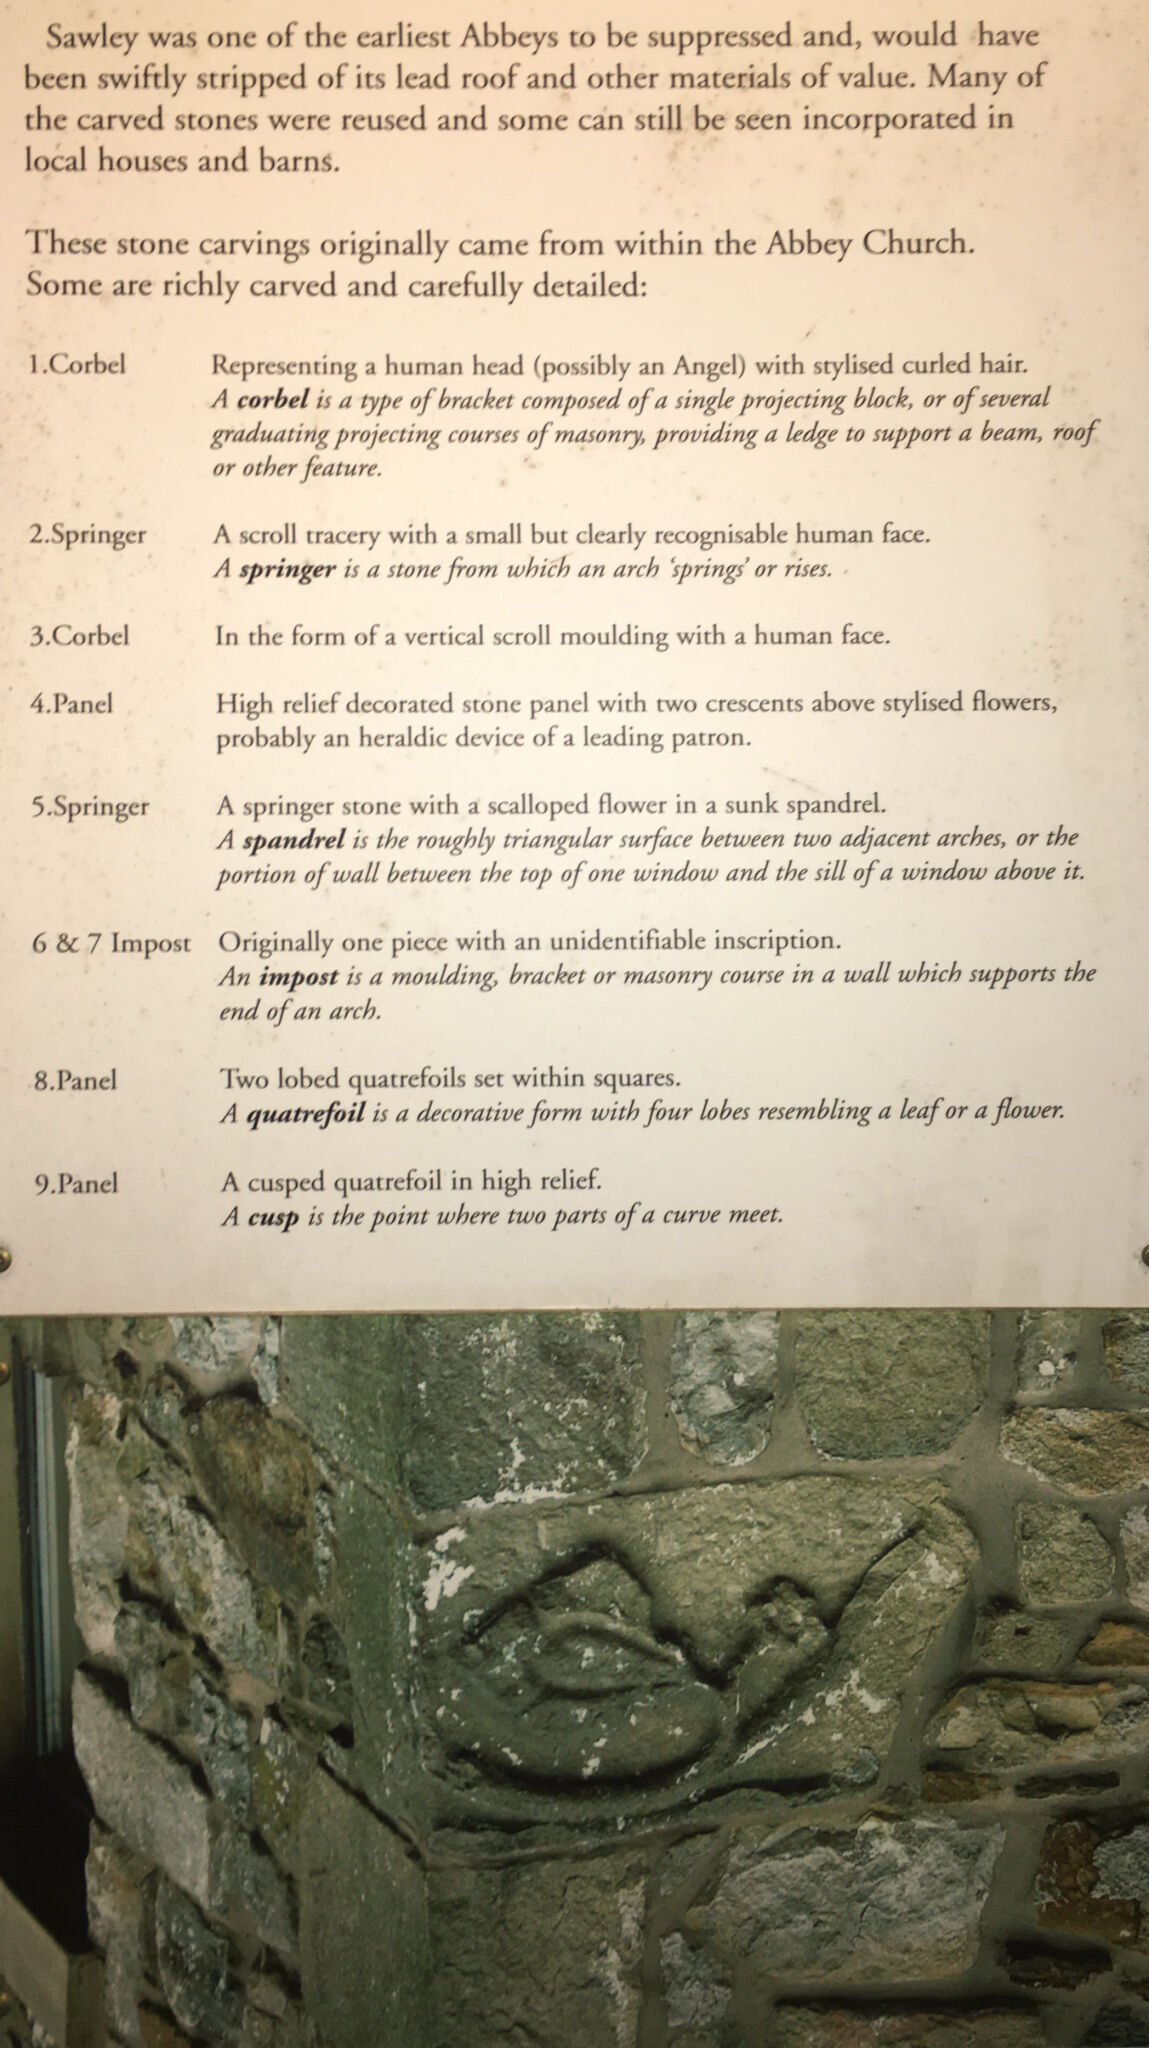 Sawley was one of the earliest Abbeys to be suppressed and, would have
been swiftly stripped of its lead roof and other materials of value. Many of
the carved stones were reused and some can still be seen incorporated in
local houses and barns.
These stone carvings originally came from within the Abbey Church.
Some are richly carved and carefully detailed:
1.Corbel Representing a human head (possibly an Angel) with stylised curled hair.
A corbel is a type of bracket composed of a single projecting block, or of several
graduating projecting courses of masonry, providing a ledge to support a beam, roof
or other feature.
2.Springer A scroll tracery with a small but clearly recognisable human face.
A springer is a stone from which an arch 'springs' or rises.
3.Corbel In the form of a vertical scroll moulding with a human face.
4.Panel High relief decorated stone panel with two crescents above stylised flowers,
probably an heraldic device of a leading patron.
5.Springer A springer stone with a scalloped flower in a sunk spandrel.
A spandrel is the roughly triangular surface between two adjacent arches, or the
portion of wall between the top of one window and the sill of a window above it.
6 & 7 Impost Originally one piece with an unidentifiable inscription.
An impost is a moulding, bracket or masonry course in a wall which supports the
end of an arch.
8.Panel Two lobed quatrefoils set within squares.
A quatrefoil is a decorative form with four lobes resembling a leaf or a flower.
9.Panel A cusped quatrefoil in high relief.
A cusp is the point where two parts of a curve meet.